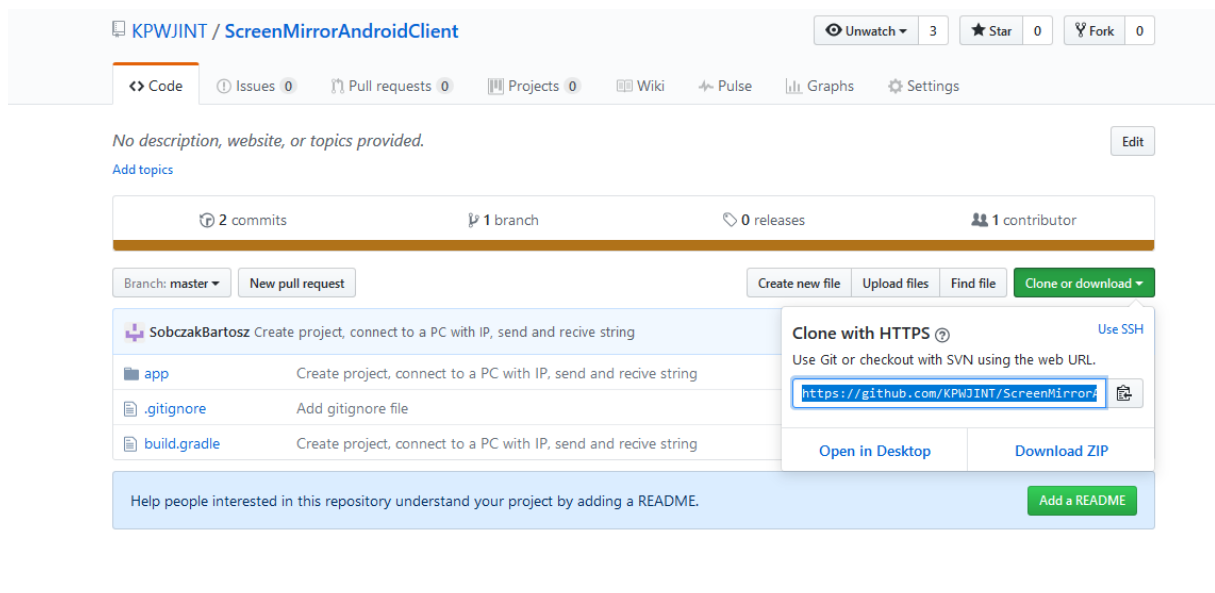 KPWJINT / ScreenMirrorAndroidClient
Unwatch 3 Star 0 Fork 0
Code Issues 0 Pull requests 0 Projects 0 Wiki Pulse Graphs Settings
No description, website, or topics provided. Edit
Add topics
2 commits 1 branch 0 releases 1 contributor
Branch: master New pull request Create new file Upload files Find file Clone or download
SobczakBartosz Create project, connect to a PC with IP, send and recive string
app Create project, connect to a PC with IP, send and recive string
.gitignore Add gitignore file
build.gradle Create project, connect to a PC with IP, send and recive string
Clone with HTTPS ? Use SSH
Use Git or checkout with SVN using the web URL.
https://github.com/KPWJINT/ScreenMirrorA
Open in Desktop Download ZIP
Help people interested in this repository understand your project by adding a README. Add a README